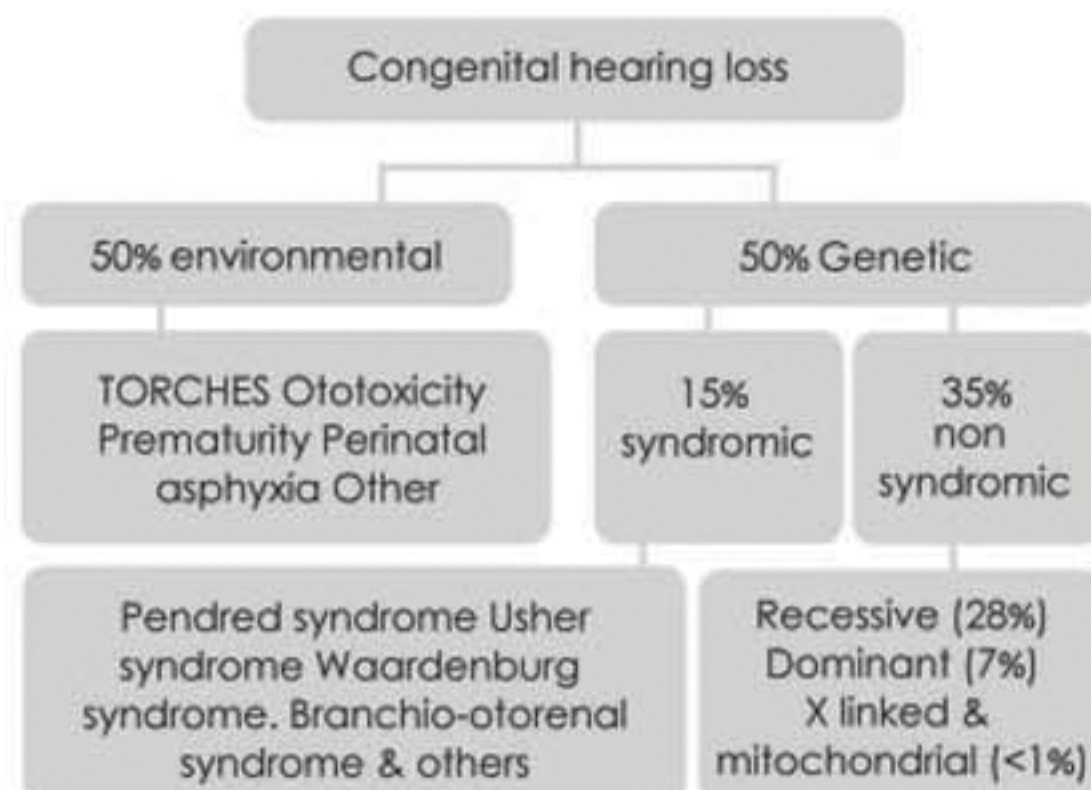 Congenital hearing loss
50% environmental
50% Genetic
TORCHES Ototoxicity
Prematurity Perinatal
asphyxia Other
15%
syndromic
35%
non
syndromic
Pendred syndrome Usher
syndrome Waardenburg
syndrome. Branchio-otorenal
syndrome & others
Recessive (28%)
Dominant (7%)
X linked &
mitochondrial (<1%)